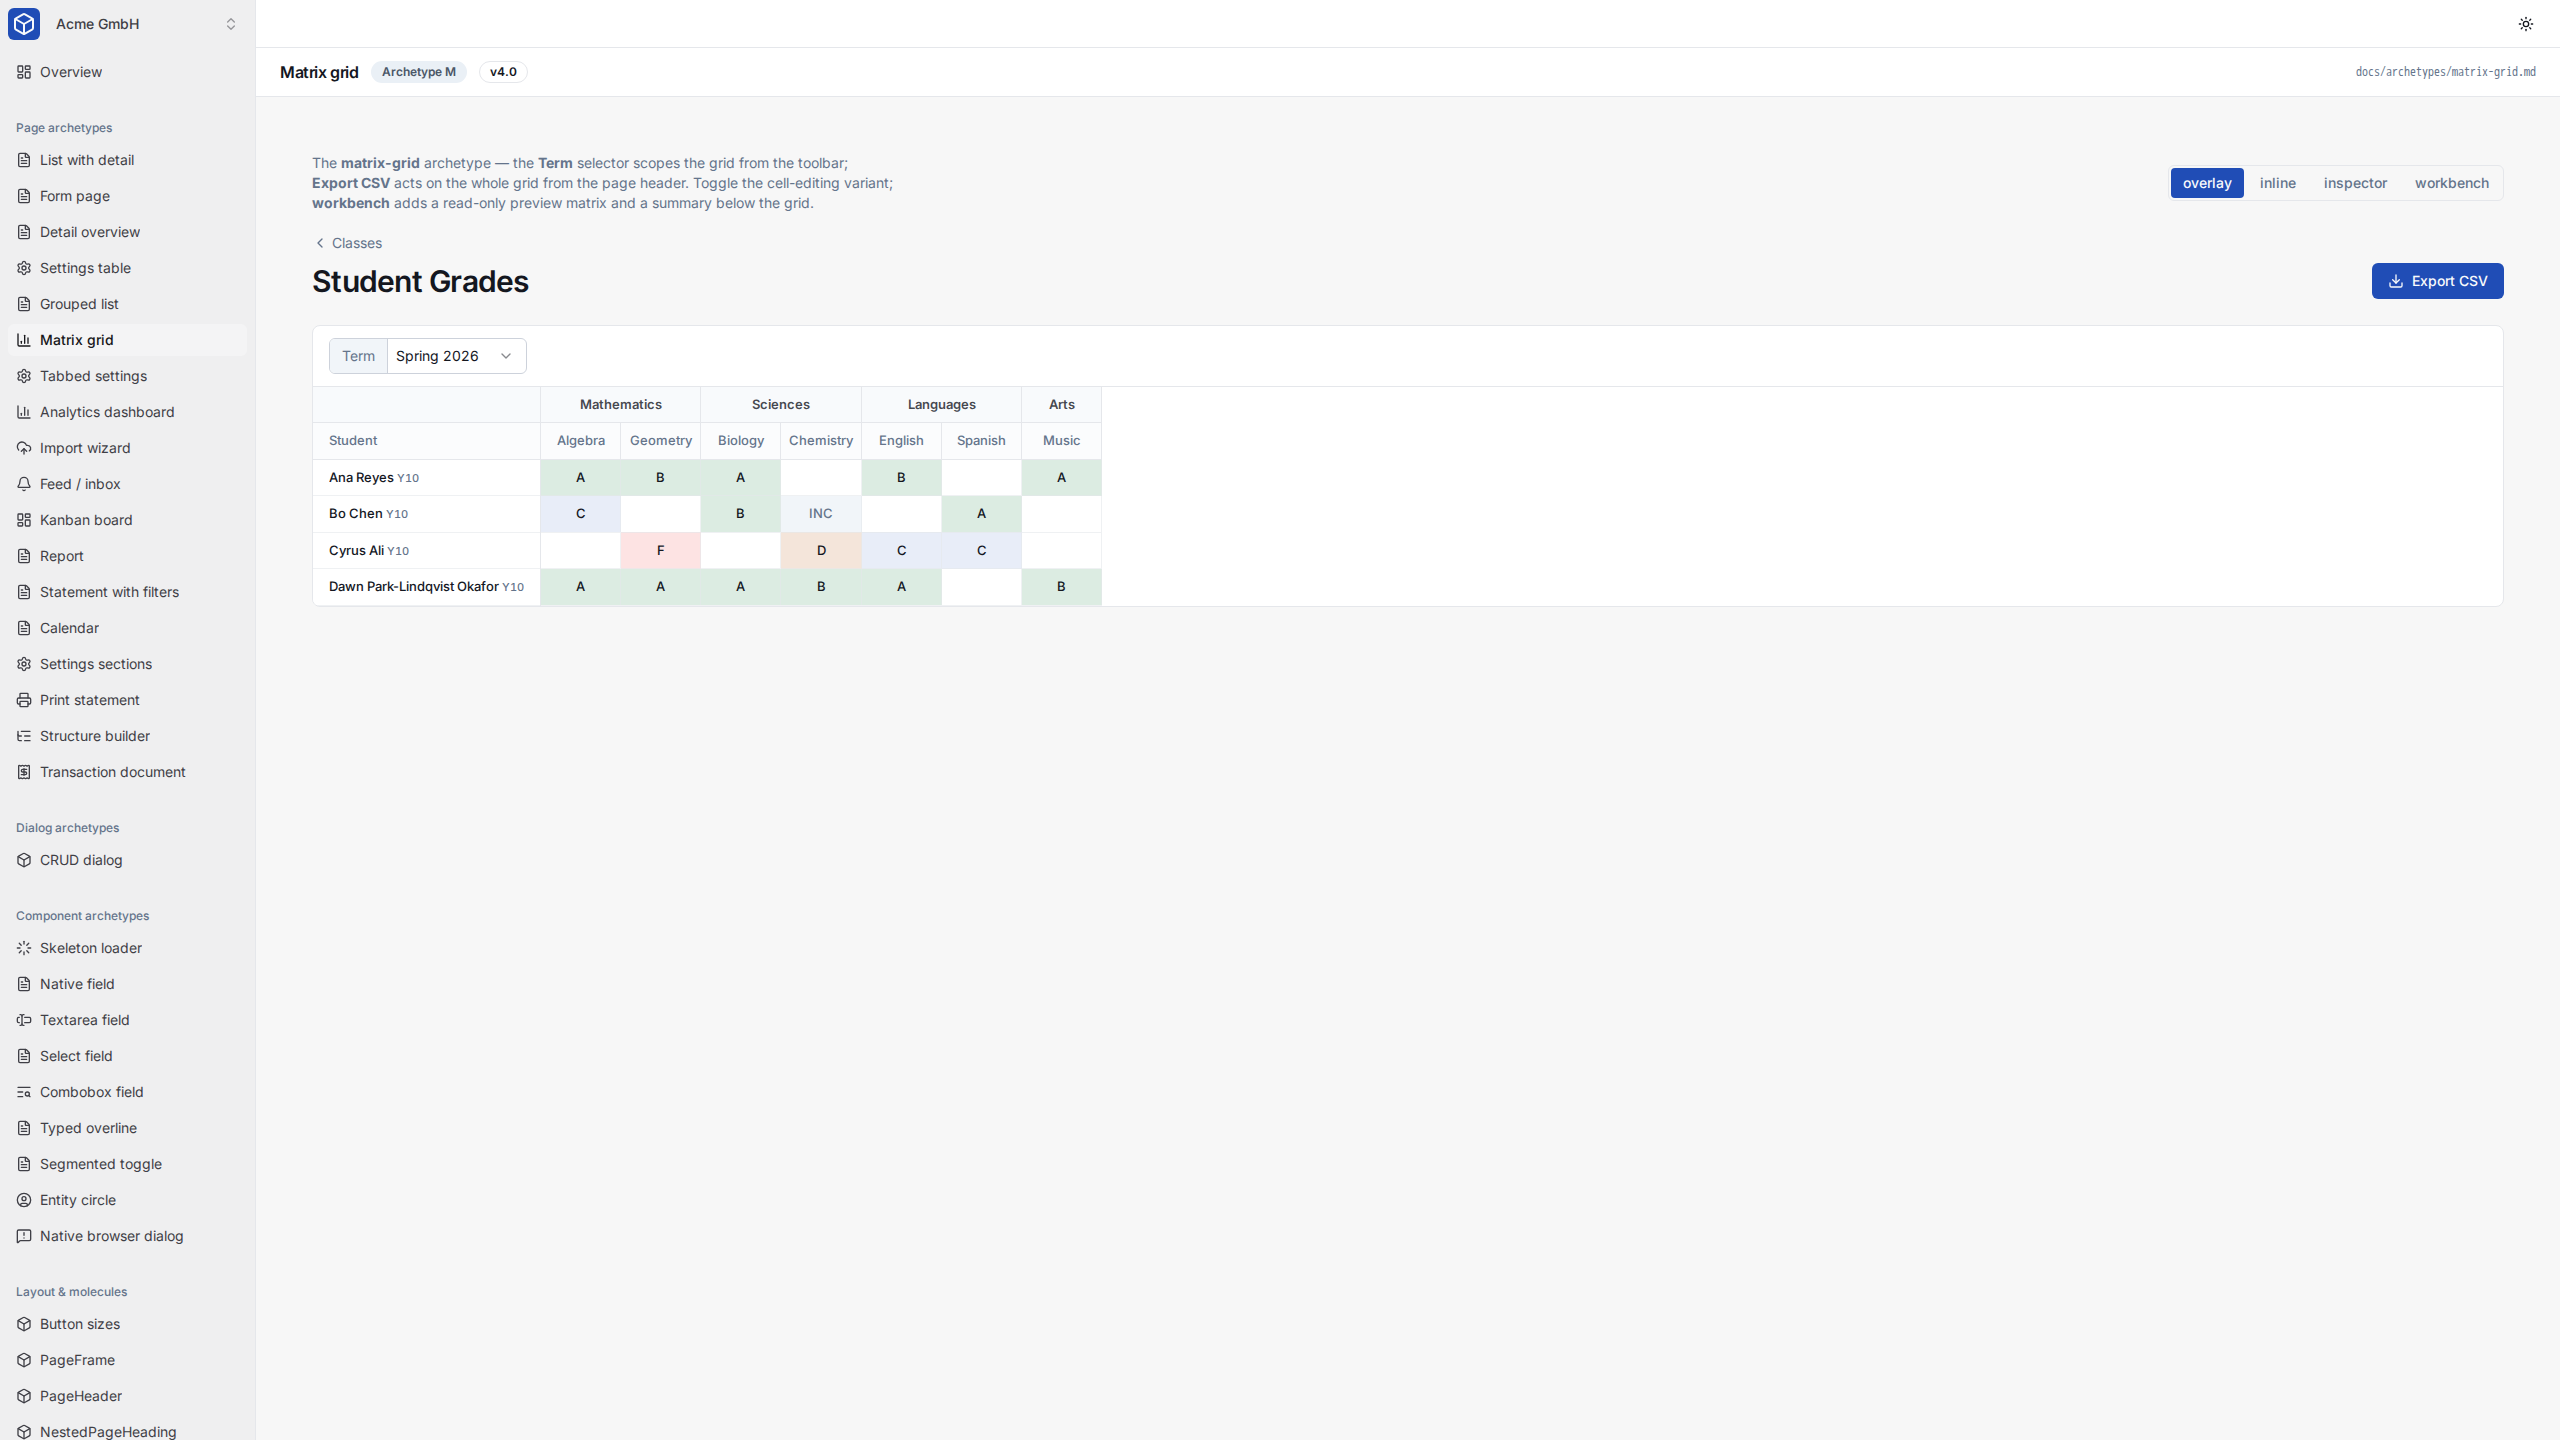 Acme GmbH
Overview
Page archetypes
List with detail
Form page
Detail overview
Settings table
Grouped list
Matrix grid
Tabbed settings
Analytics dashboard
Import wizard
Feed / inbox
Kanban board
Report
Statement with filters
Calendar
Settings sections
Print statement
Structure builder
Transaction document
Dialog archetypes
CRUD dialog
Component archetypes
Skeleton loader
Native field
Textarea field
Select field
Combobox field
Typed overline
Segmented toggle
Entity circle
Native browser dialog
Layout & molecules
Button sizes
PageFrame
PageHeader
NestedPageHeading
Matrix grid Archetype M v4.0 docs/archetypes/matrix-grid.md
The matrix-grid archetype — the Term selector scopes the grid from the toolbar;
Export CSV acts on the whole grid from the page header. Toggle the cell-editing variant;
workbench adds a read-only preview matrix and a summary below the grid.
overlay inline inspector workbench
Classes
Student Grades
Export CSV
Term Spring 2026
Mathematics Sciences Languages Arts
Student Algebra Geometry Biology Chemistry English Spanish Music
Ana Reyes Y10 A B A B A
Bo Chen Y10 C B INC A
Cyrus Ali Y10 F D C C
Dawn Park-Lindqvist Okafor Y10 A A A B A B